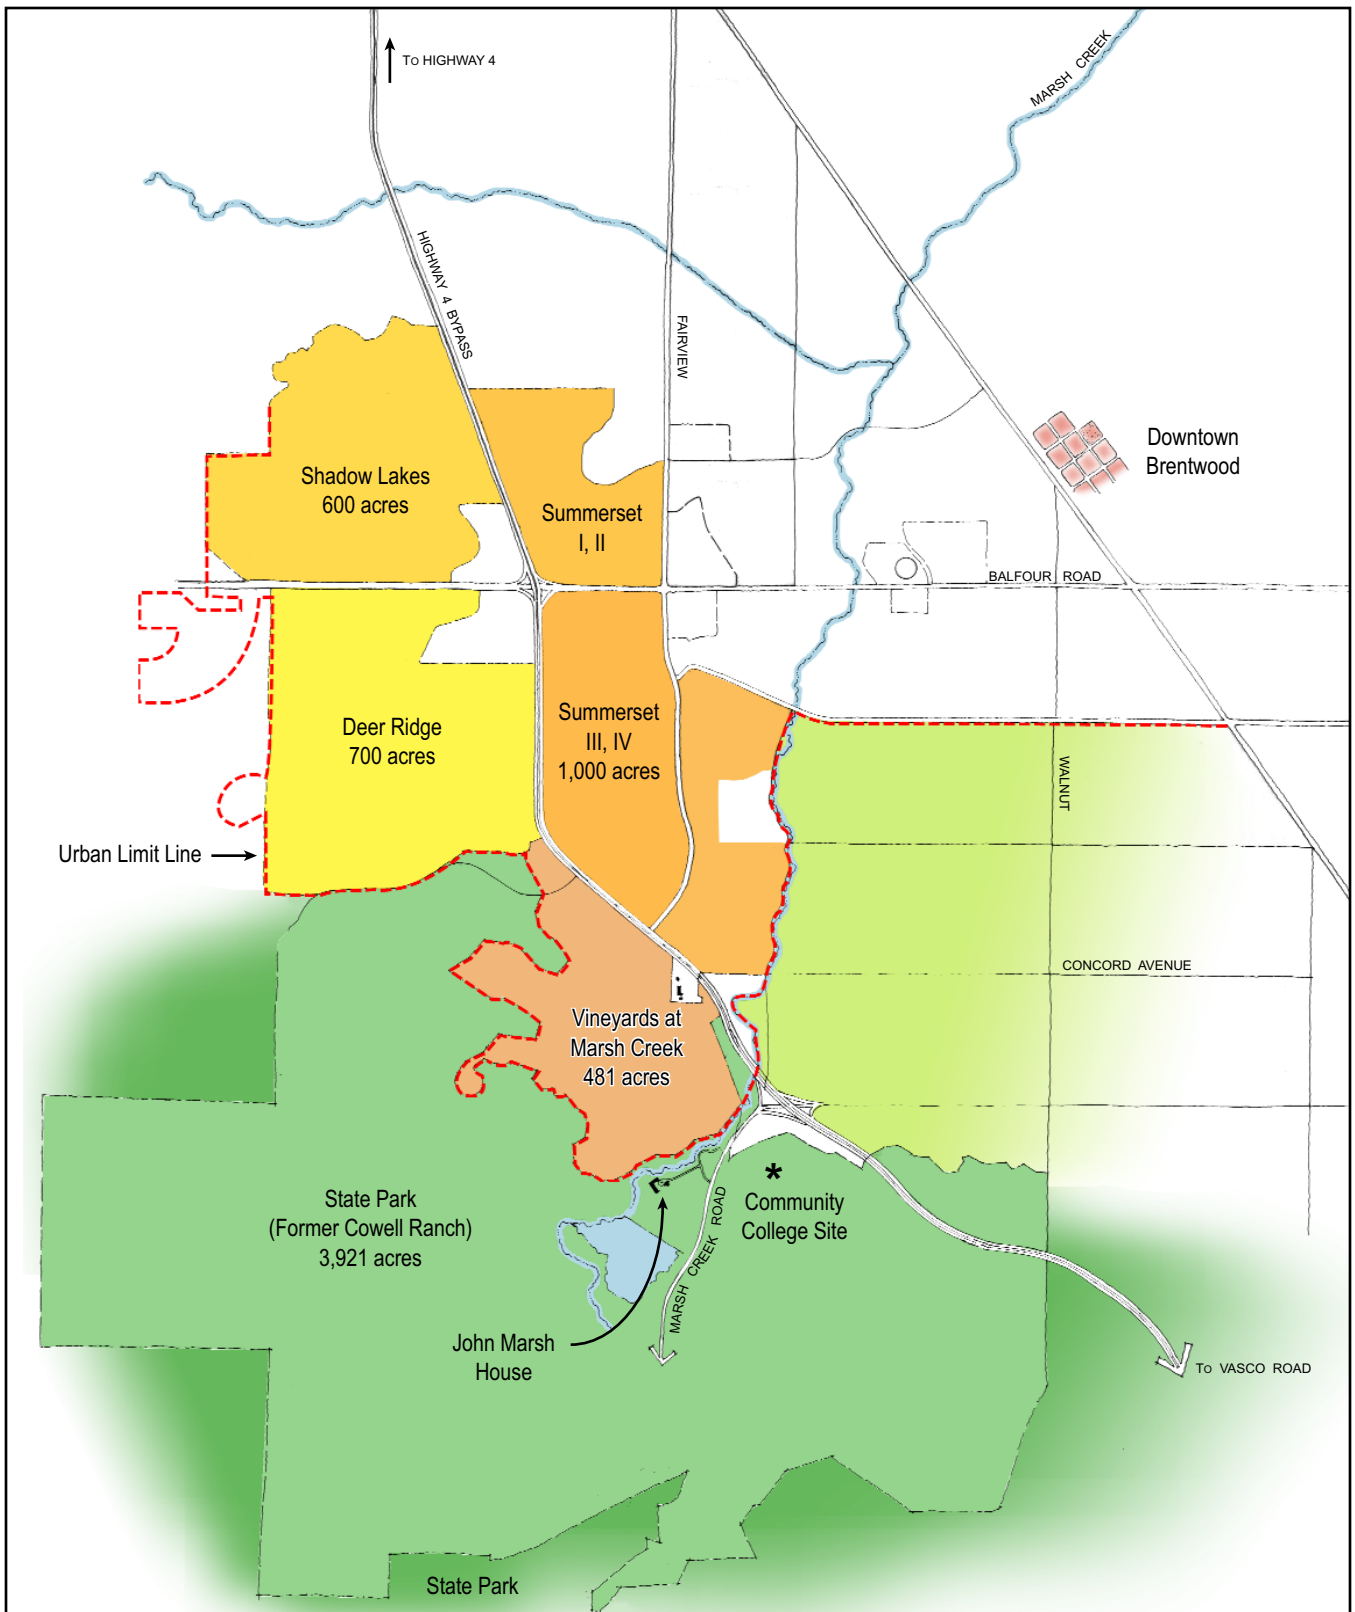 To HIGHWAY 4
MARSH CREEK
HIGHWAY 4 BYPASS
FAIRVIEW
Downtown
Brentwood
Shadow Lakes
600 acres
Summerset
I, II
BALFOUR ROAD
Deer Ridge
700 acres
Summerset
III, IV
1,000 acres
WALNUT
Urban Limit Line
CONCORD AVENUE
Vineyards at
Marsh Creek
481 acres
State Park
(Former Cowell Ranch)
3,921 acres
*
Community
College Site
MARSH CREEK ROAD
John Marsh
House
To VASCO ROAD
State Park